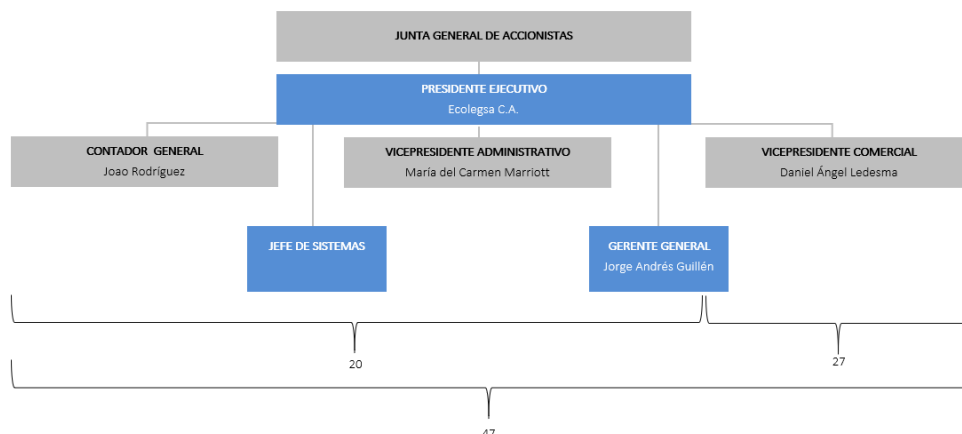 JUNTA GENERAL DE ACCIONISTAS
PRESIDENTE EJECUTIVO
Ecolegsa C.A.
CONTADOR GENERAL
Joao Rodríguez
VICEPRESIDENTE ADMINISTRATIVO
María del Carmen Marriott
VICEPRESIDENTE COMERCIAL
Daniel Ángel Ledesma
JEFE DE SISTEMAS
GERENTE GENERAL
Jorge Andrés Guillén
20
27
47